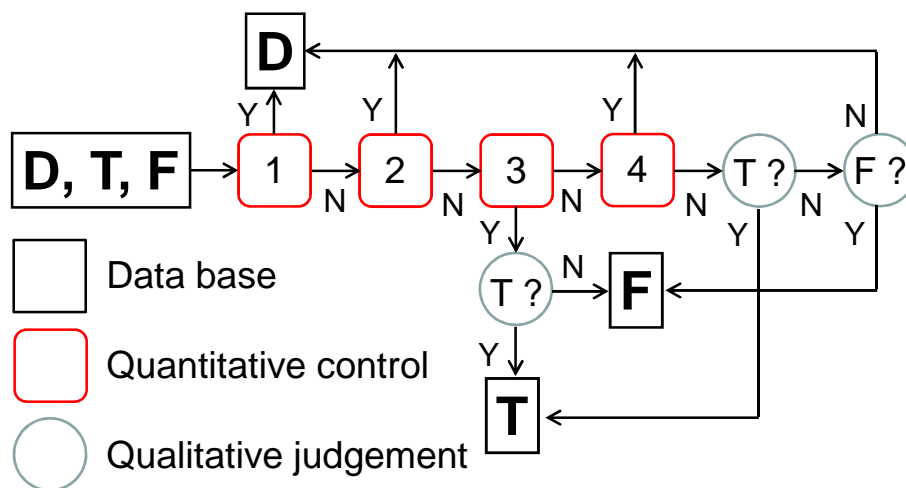 D
Y
Y
Y
N
D, T, F
1
2
3
4
T ?
F ?
N
N
N
N
N
Y
Y
Y
Data base
T ?
N
F
Quantitative control
Y
T
Qualitative judgement